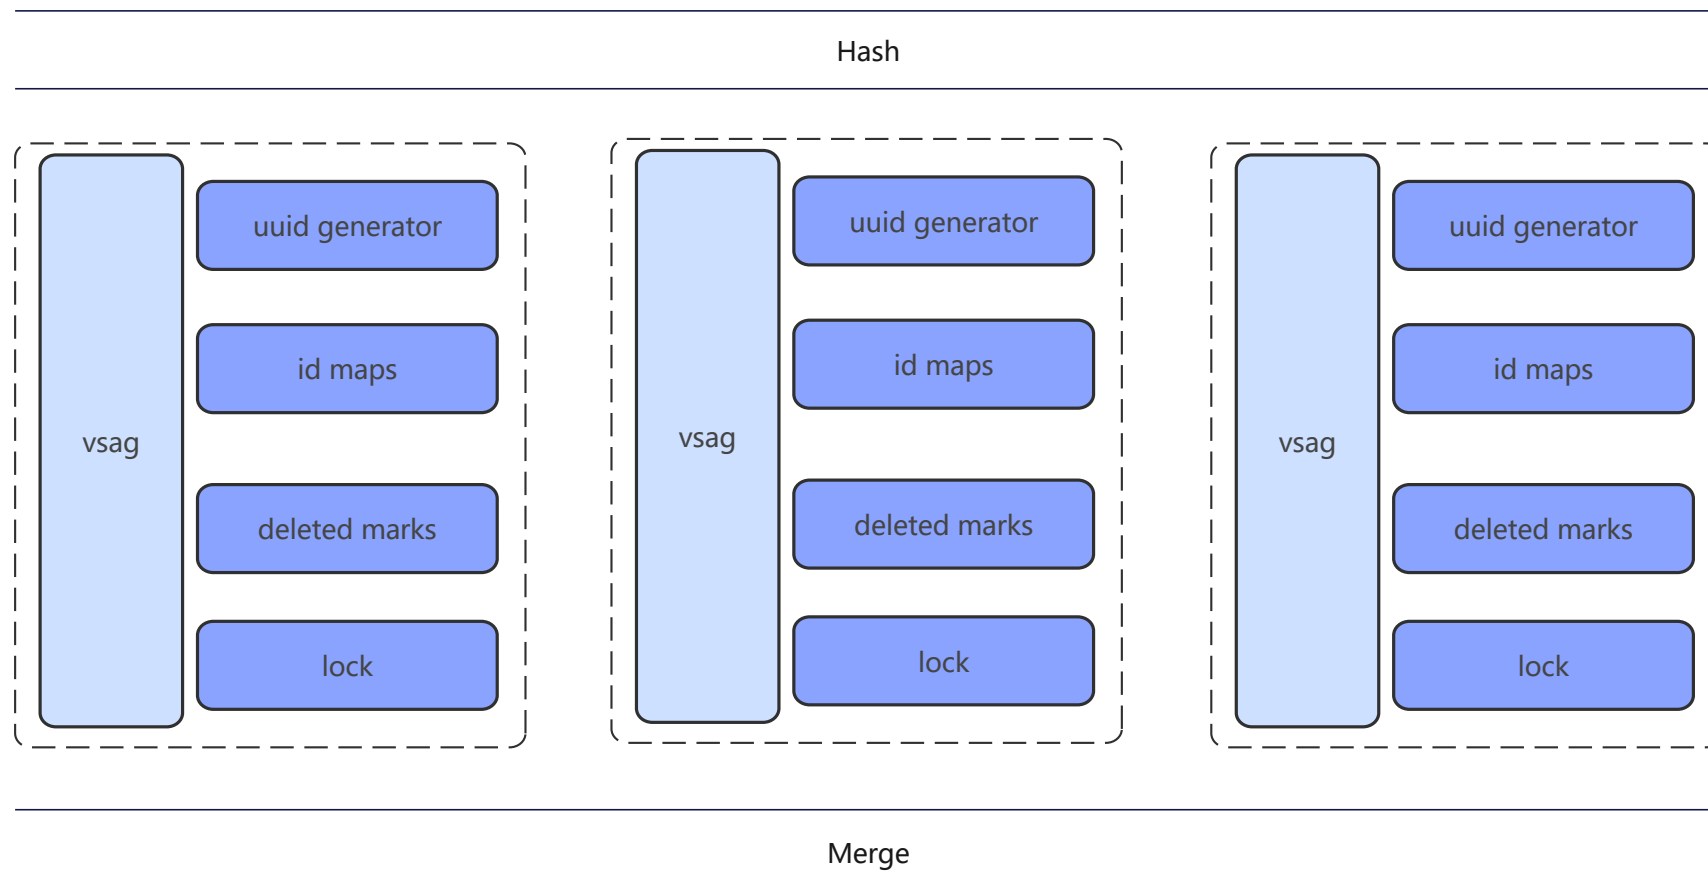 Hash
vsag
uuid generator
id maps
deleted marks
lock
vsag
uuid generator
id maps
deleted marks
lock
vsag
uuid generator
id maps
deleted marks
lock
Merge